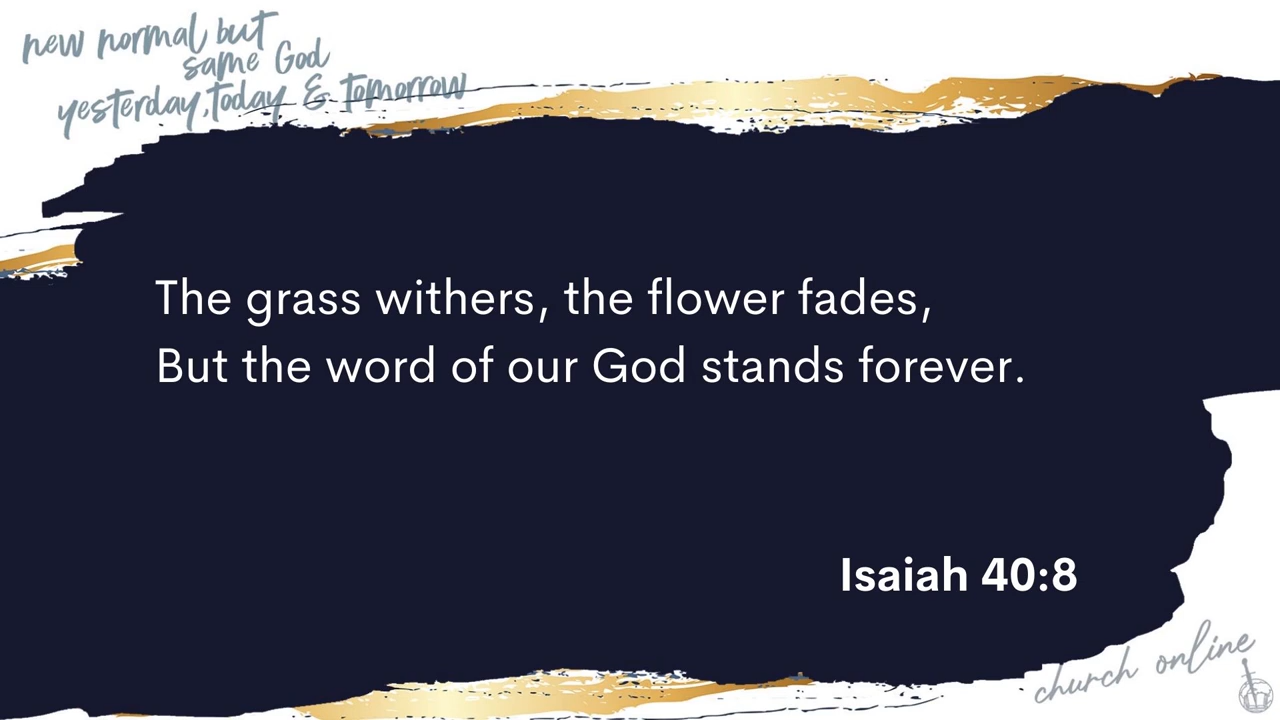 new normal but
same God
yesterday, today & tomorrow
The grass withers, the flower fades,
But the word of our God stands forever.
Isaiah 40:8
church online